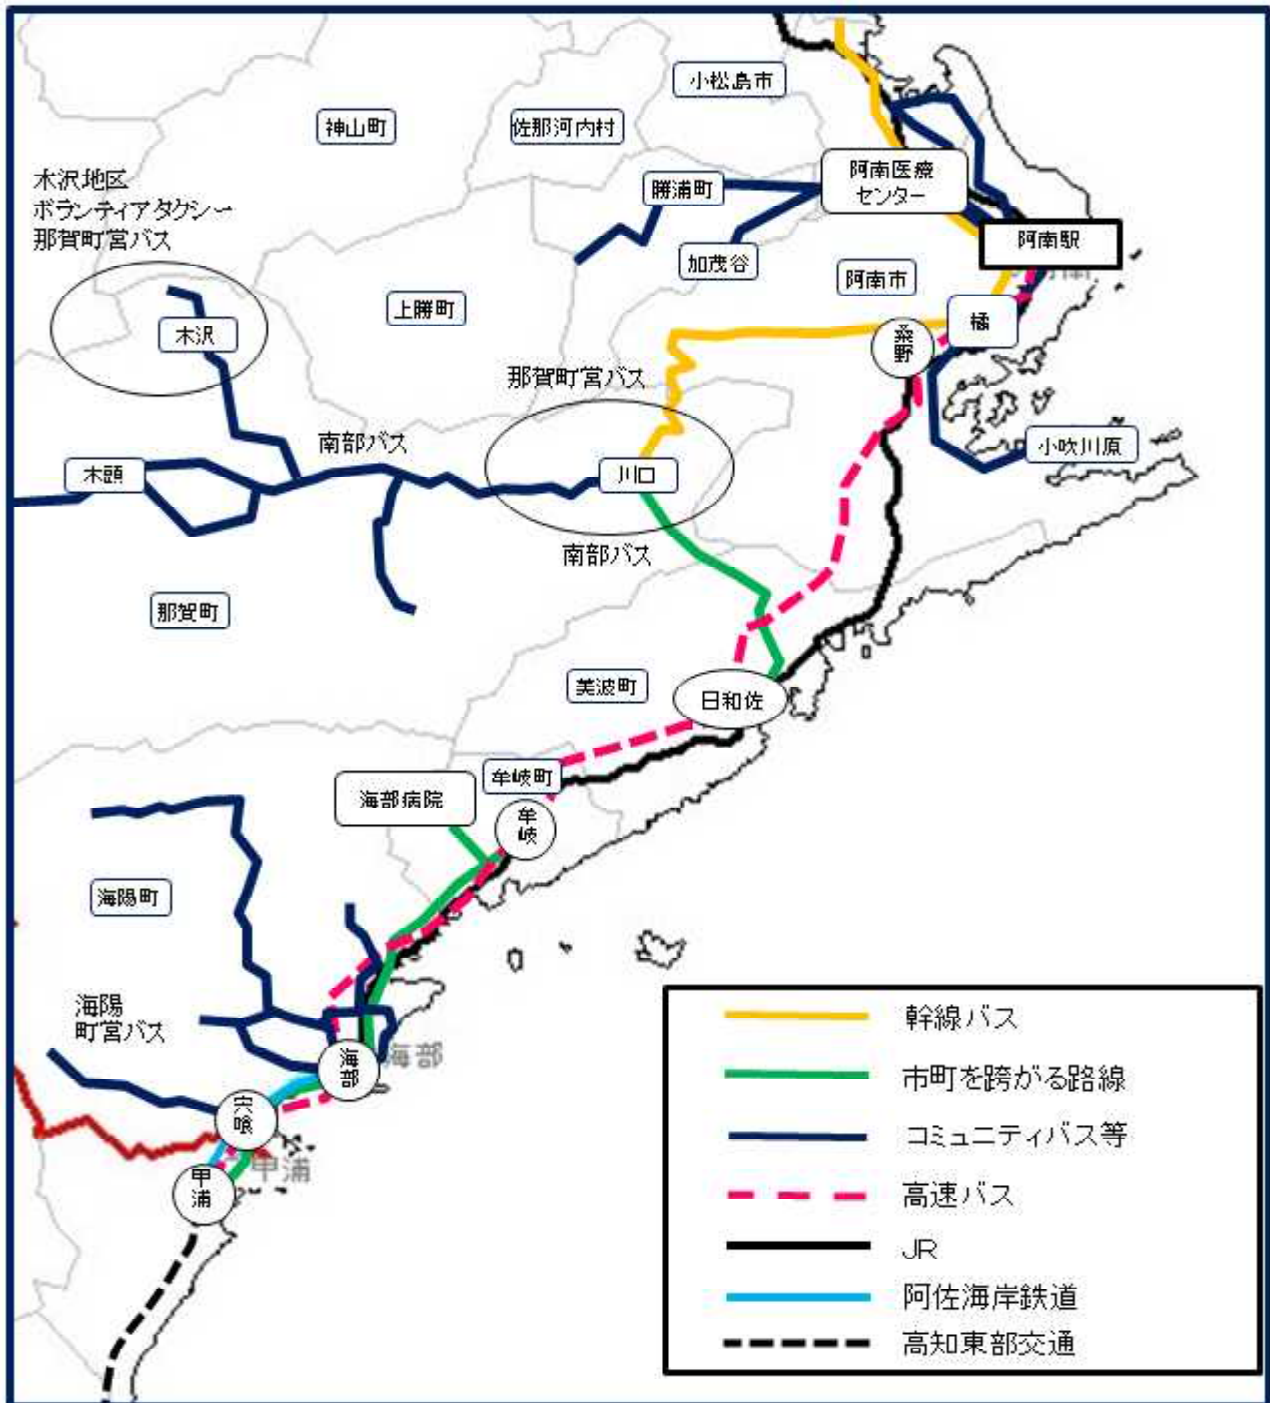 小松島市
神山町
佐那河内村
阿南医療
センター
勝浦町
木沢地区
ボランティアタクシー
那賀町営バス
阿南駅
加茂谷
阿南市
上勝町
橘
木沢
桑野
那賀町営バス
南部バス
小吹川原
木頭
川口
南部バス
那賀町
美波町
日和佐
牟岐町
海部病院
牟岐
海陽町
海陽
町営バス
海部
海部
宍喰
甲浦
甲浦
幹線バス
市町を跨がる路線
コミュニティバス等
高速バス
JR
阿佐海岸鉄道
高知東部交通